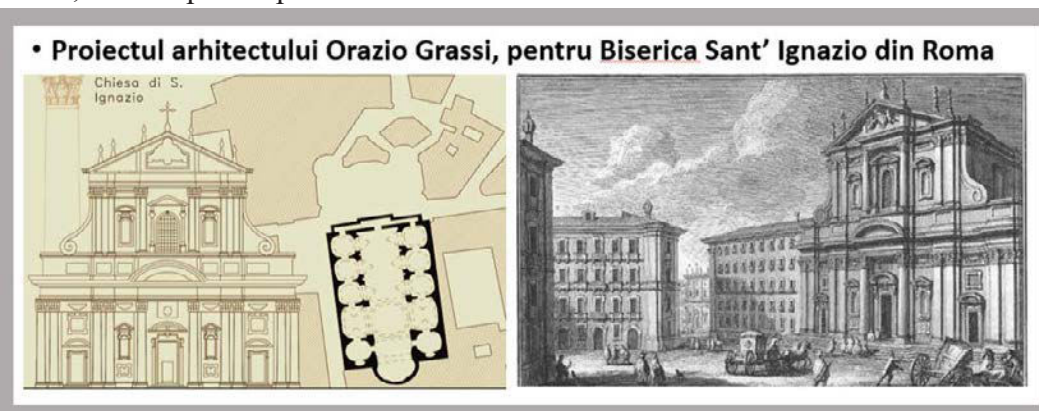 • Proiectul arhitectului Orazio Grassi, pentru Biserica Sant’ Ignazio din Roma
Chiesa di S.
Ignazio